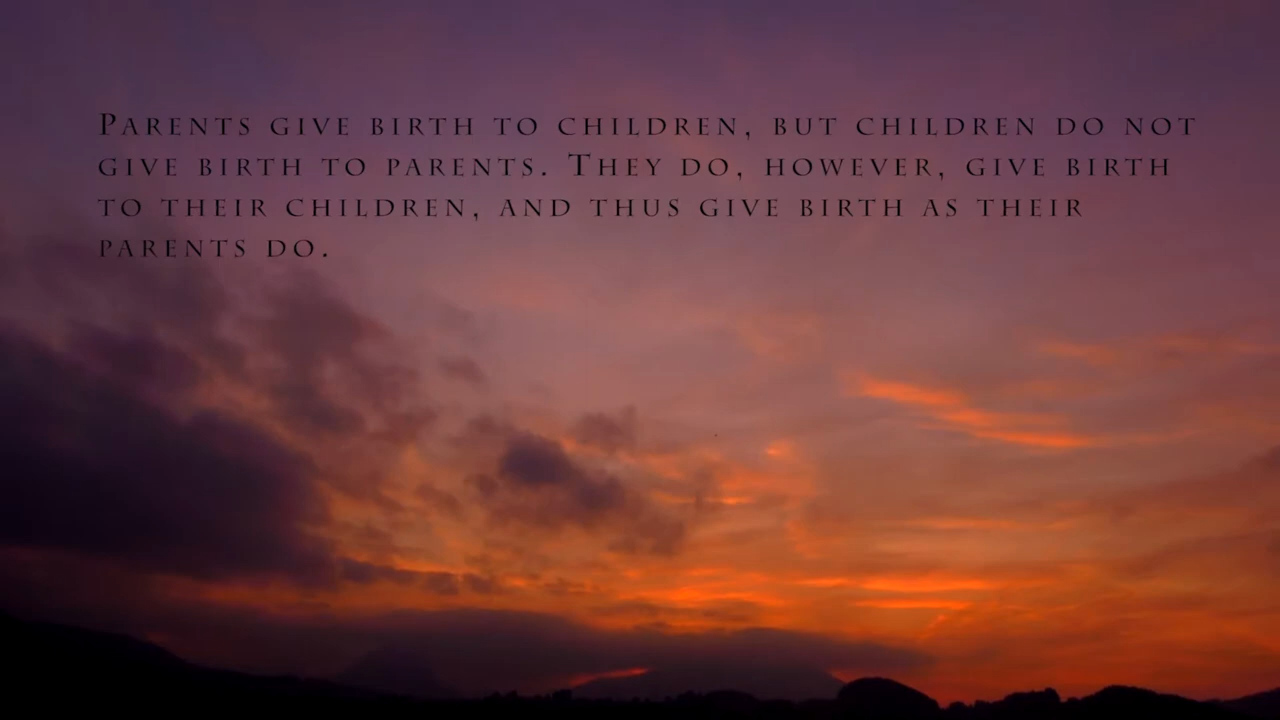 Parents give birth to children, but children do not
give birth to parents. They do, however, give birth
to their children, and thus give birth as their
parents do.